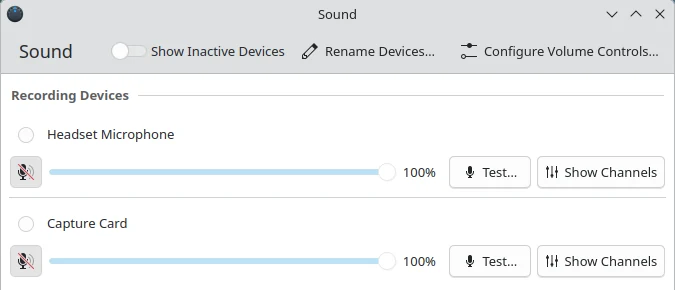 Sound
Sound Show Inactive Devices Rename Devices... Configure Volume Controls...
Recording Devices
Headset Microphone
100% Test... Show Channels
Capture Card
100% Test... Show Channels